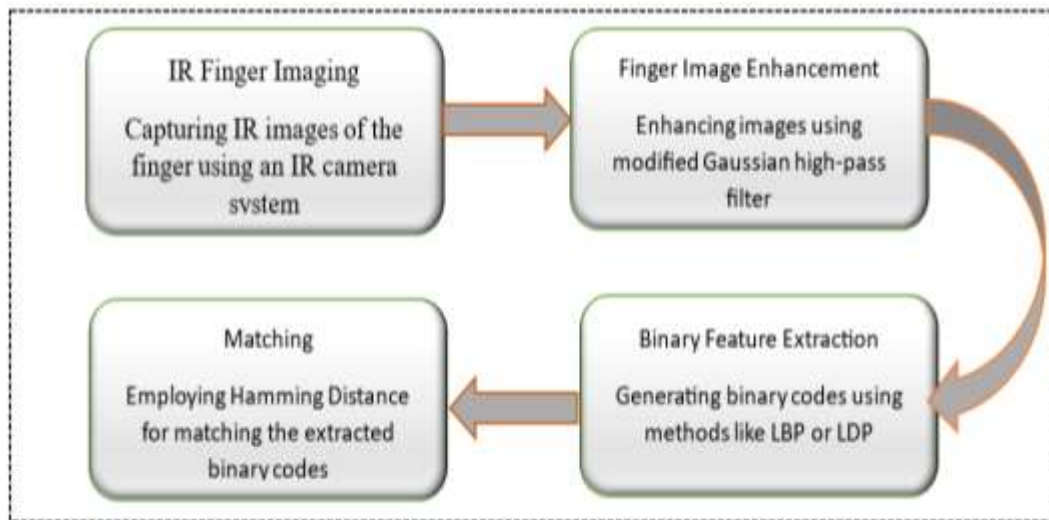 IR Finger Imaging
Capturing IR images of the
finger using an IR camera
system
Finger Image Enhancement
Enhancing images using
modified Gaussian high-pass
filter
Binary Feature Extraction
Generating binary codes using
methods like LBP or LDP
Matching
Employing Hamming Distance
for matching the extracted
binary codes